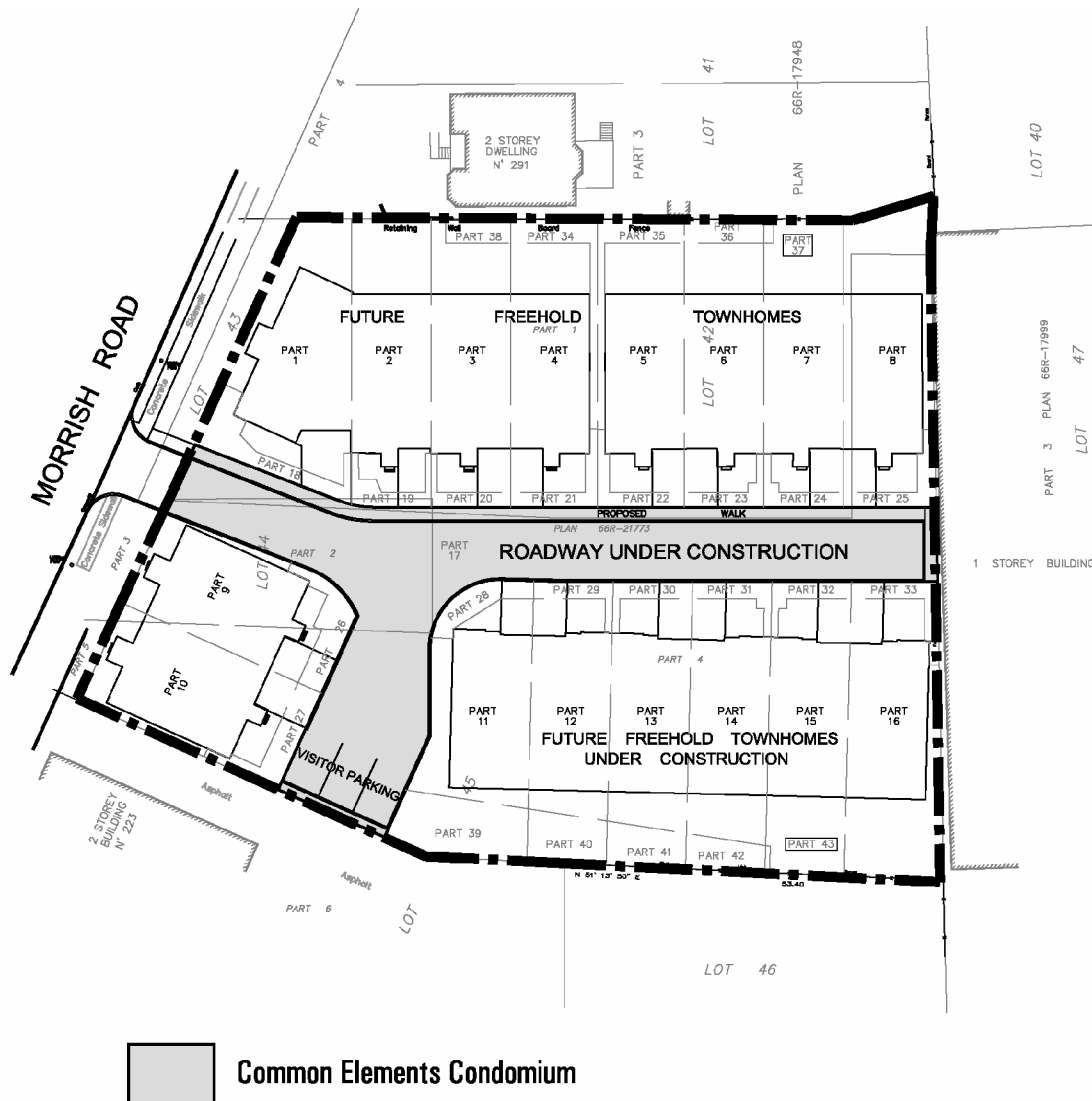 PART 4
LOT 41
PLAN 66R-17948
LOT 40
2 STOREY
DWELLING
N° 291
PART 3
Fence
Board
Retaining Wall Board Fence
PART 38
PART 34
PART 35
PART
36
PART
37
MORRISH ROAD
Concrete Sidewalk
LOT 43
FUTURE FREEHOLD TOWNHOMES
PART 1
LOT 42
PART
1
PART
2
PART
3
PART
4
PART
5
PART
6
PART
7
PART
8
PART 3 PLAN 66R-17999
LOT 47
PART 18
PART 19
PART 20
PART 21
PART 22
PART 23
PART 24
PART 25
PROPOSED WALK
PLAN 66R-21773
Concrete Sidewalk
PART 3
LOT 44
PART 2
PART
17
ROADWAY UNDER CONSTRUCTION
1 STOREY BUILDING
PART
9
PART 26
PART 28
PART 29
PART 30
PART 31
PART 32
PART 33
PART 5
PART
10
PART 27
PART 4
PART
11
PART
12
PART
13
PART
14
PART
15
PART
16
FUTURE FREEHOLD TOWNHOMES
UNDER CONSTRUCTION
VISITOR PARKING
45
Asphalt
2 STOREY
BUILDING
N° 223
PART 39
PART 40
PART 41
PART 42
PART 43
53.40
Asphalt
PART 6
LOT
LOT 46
Common Elements Condomium